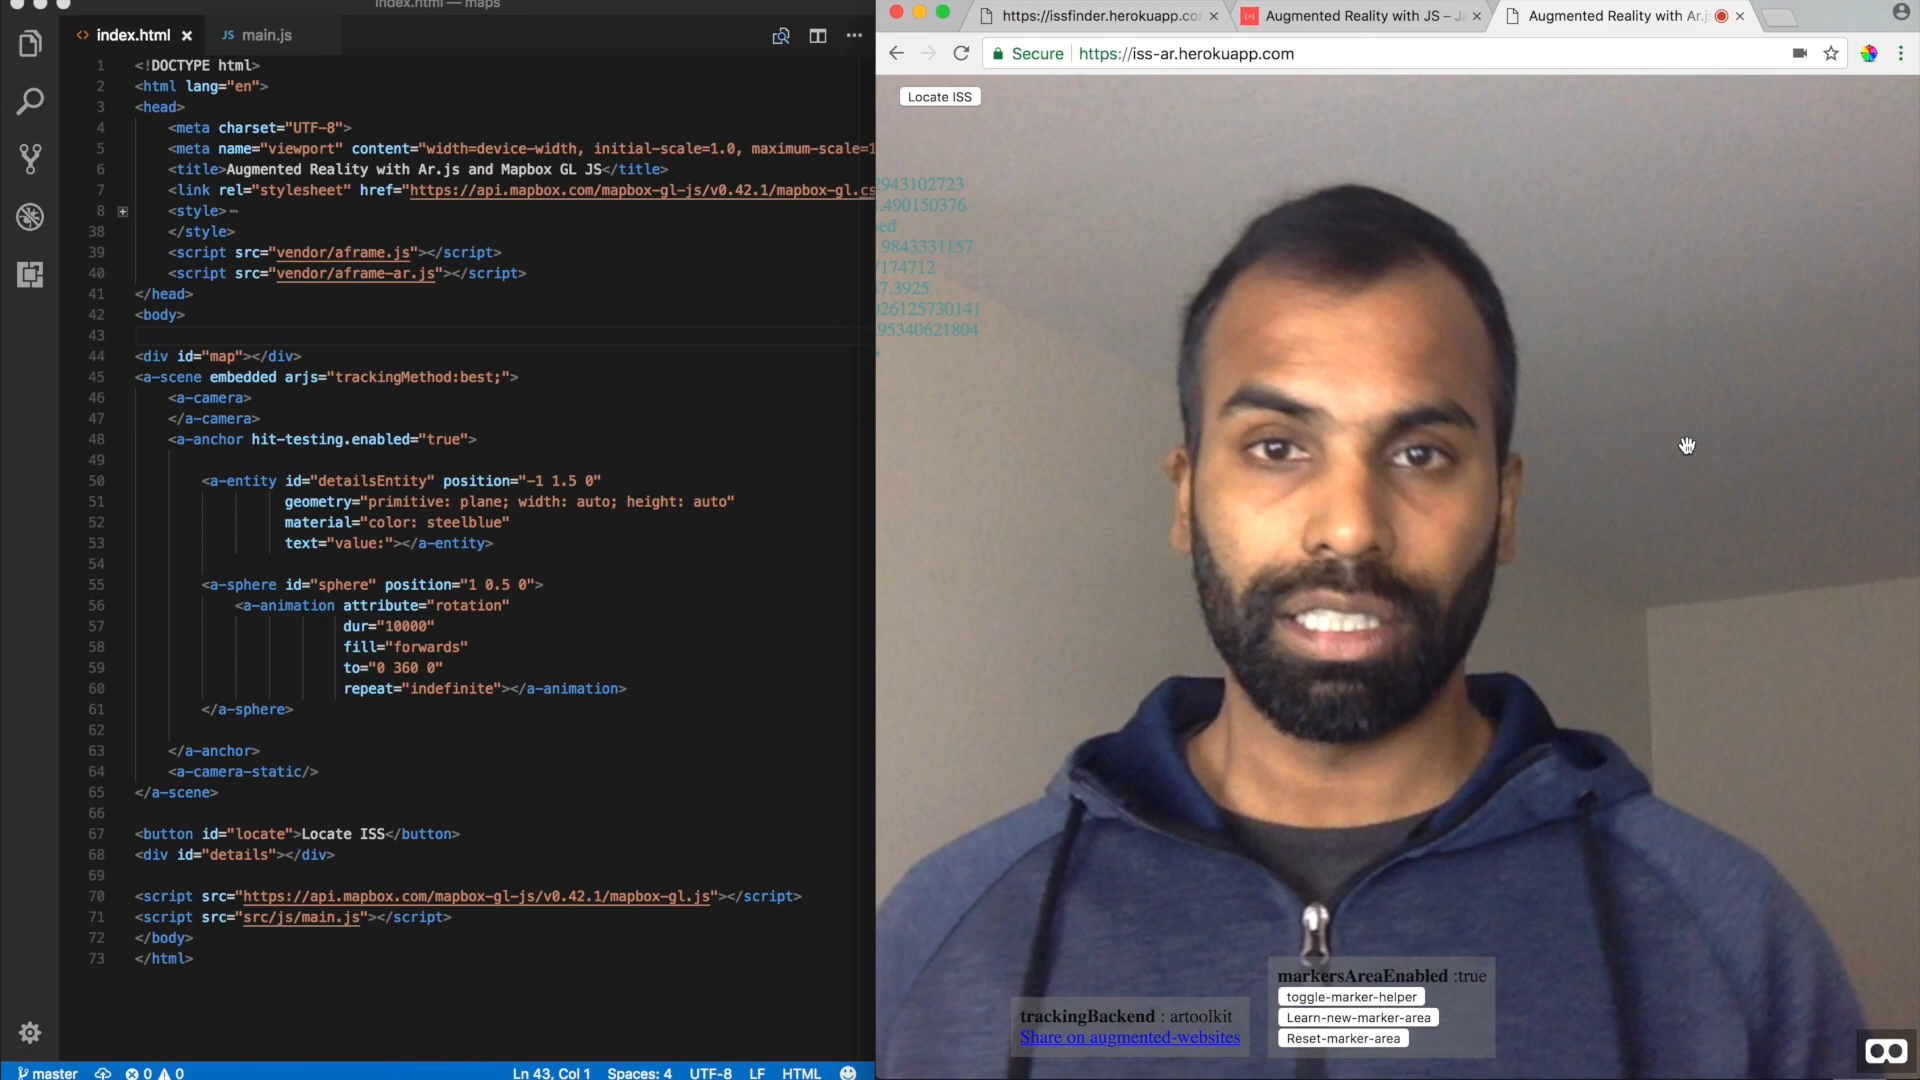 index.html — maps
<> index.html × JS main.js
1 <!DOCTYPE html>
2 <html lang="en">
3 <head>
4 <meta charset="UTF-8">
5 <meta name="viewport" content="width=device-width, initial-scale=1.0, maximum-scale=1
6 <title>Augmented Reality with Ar.js and Mapbox GL JS</title>
7 <link rel="stylesheet" href="https://api.mapbox.com/mapbox-gl-js/v0.42.1/mapbox-gl.cs
8 <style>
38 </style>
39 <script src="vendor/aframe.js"></script>
40 <script src="vendor/aframe-ar.js"></script>
41 </head>
42 <body>
43
44 <div id="map"></div>
45 <a-scene embedded arjs="trackingMethod:best;">
46 <a-camera>
47 </a-camera>
48 <a-anchor hit-testing.enabled="true">
49
50 <a-entity id="detailsEntity" position="-1 1.5 0"
51 geometry="primitive: plane; width: auto; height: auto"
52 material="color: steelblue"
53 text="value:"></a-entity>
54
55 <a-sphere id="sphere" position="1 0.5 0">
56 <a-animation attribute="rotation"
57 dur="10000"
58 fill="forwards"
59 to="0 360 0"
60 repeat="indefinite"></a-animation>
61 </a-sphere>
62
63 </a-anchor>
64 <a-camera-static/>
65 </a-scene>
66
67 <button id="locate">Locate ISS</button>
68 <div id="details"></div>
69
70 <script src="https://api.mapbox.com/mapbox-gl-js/v0.42.1/mapbox-gl.js"></script>
71 <script src="src/js/main.js"></script>
72 </body>
73 </html>
master 0 0 Ln 43, Col 1 Spaces: 4 UTF-8 LF HTML
https://issfinder.herokuapp.co × Augmented Reality with JS – × Augmented Reality with Ar.j ×
Secure https://iss-ar.herokuapp.com
Locate ISS
2943102723
.490150376
sed
.9843331157
7174712
47.3925
026125730141
95340621804
s
markersAreaEnabled :true
toggle-marker-helper
Learn-new-marker-area
Reset-marker-area
trackingBackend : artoolkit
Share on augmented-websites